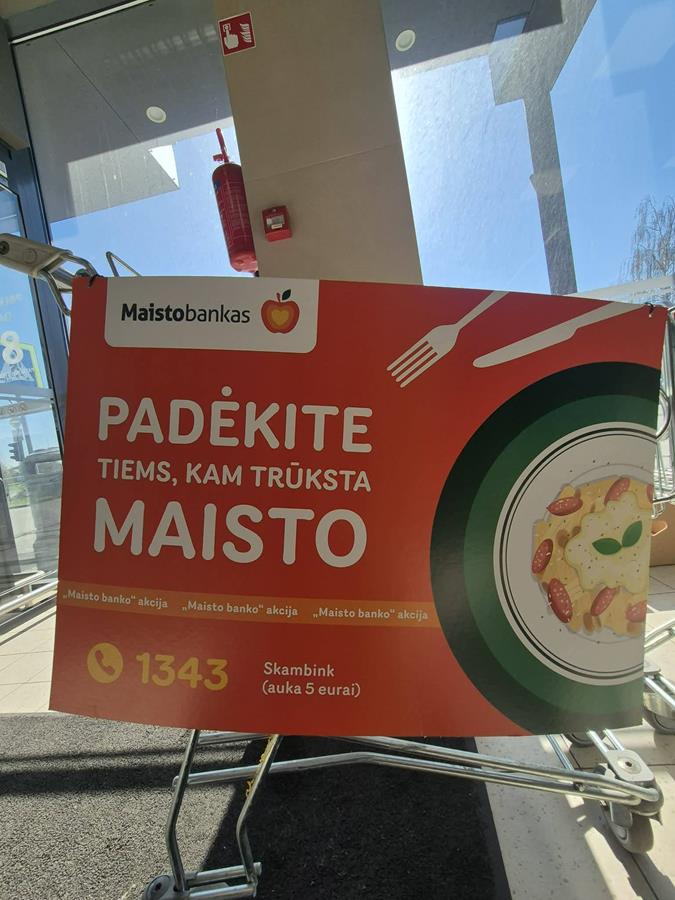 Maistobankas
PADĖKITE
TIEMS, KAM TRŪKSTA
MAISTO
„Maisto banko“ akcija „Maisto banko“ akcija „Maisto banko“ akcija
1343
Skambink
(auka 5 eurai)
8